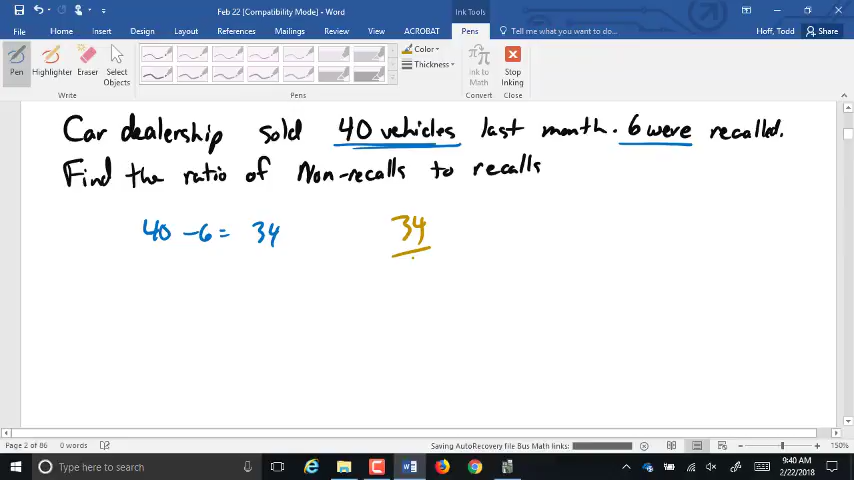 Feb 22 [Compatibility Mode] - Word
Ink Tools
File Home Insert Design Layout References Mailings Review View ACROBAT Pens Tell me what you want to do... Hoff, Todd Share
Pen Highlighter Eraser Select Objects
Color
Thickness
Ink to Math Stop Inking
Write Pens Convert Close
Car dealership sold 40 vehicles last month. 6 were recalled.
Find the ratio of Non-recalls to recalls
40 - 6 = 34 34
Page 2 of 86 0 words Saving AutoRecovery file Bus Math links: 150%
Type here to search 9:40 AM
2/22/2018